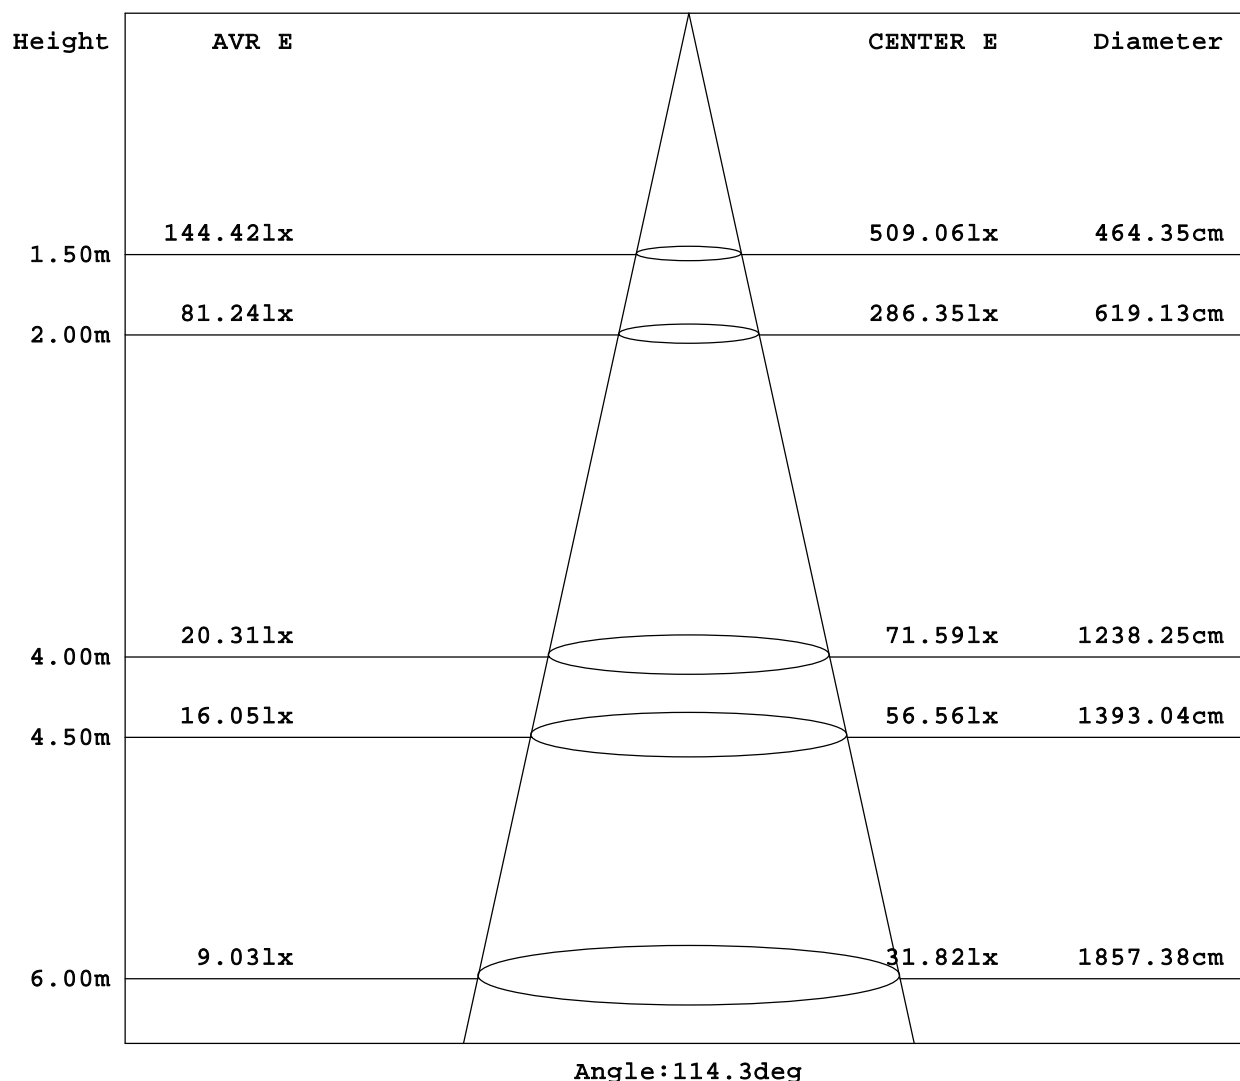 Height AVR E CENTER E Diameter
144.42lx 509.06lx 464.35cm
1.50m
81.24lx 286.35lx 619.13cm
2.00m
20.31lx 71.59lx 1238.25cm
4.00m
16.05lx 56.56lx 1393.04cm
4.50m
9.03lx 31.82lx 1857.38cm
6.00m
Angle:114.3deg